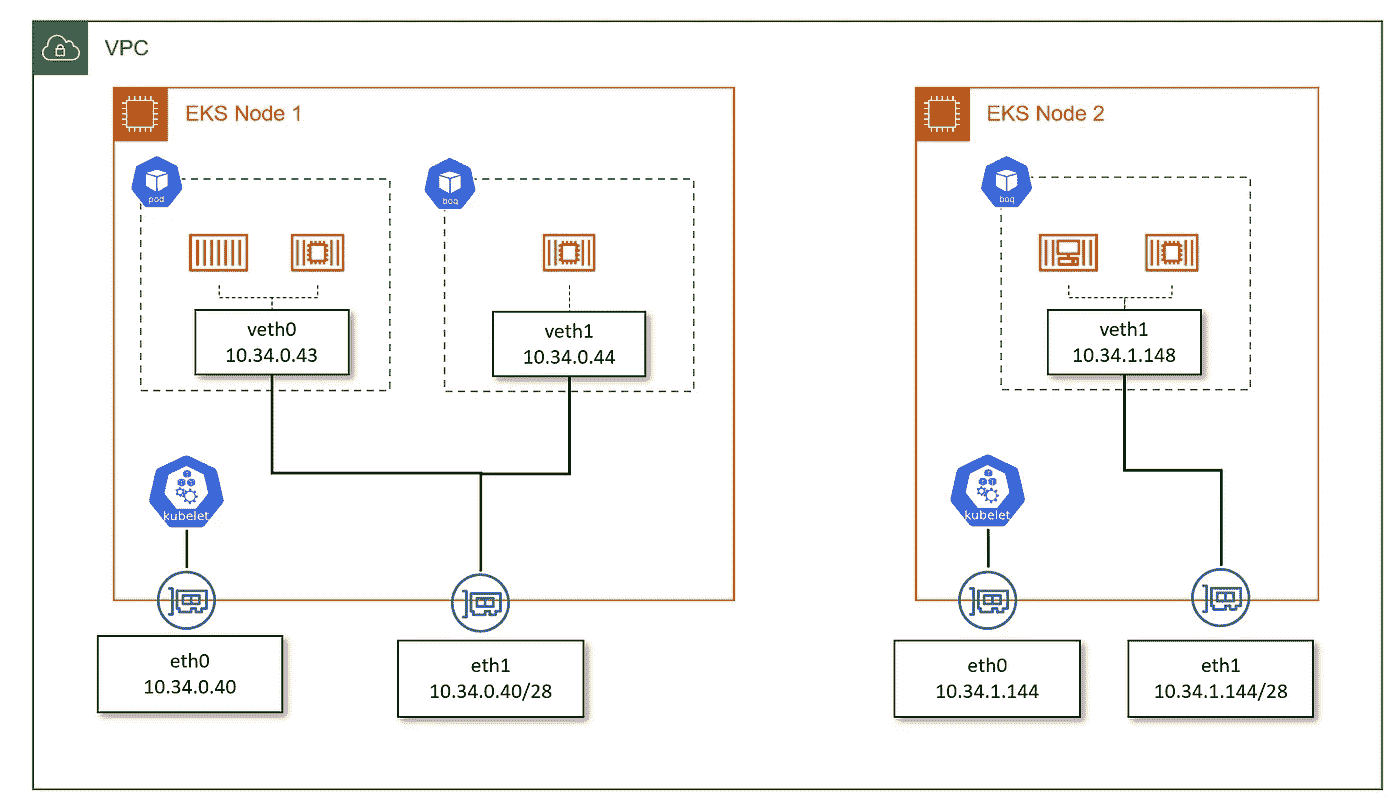 VPC
EKS Node 1
EKS Node 2
pod
pod
pod
veth0
10.34.0.43
veth1
10.34.0.44
veth1
10.34.1.148
kubelet
kubelet
eth0
10.34.0.40
eth1
10.34.0.40/28
eth0
10.34.1.144
eth1
10.34.1.144/28